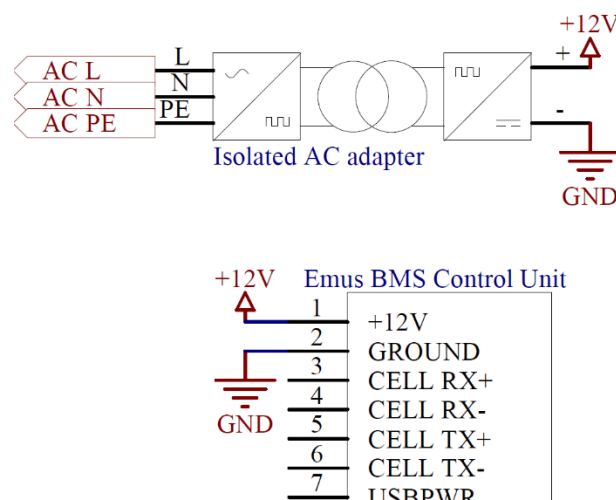 +12V
L
+
AC L
N
AC N
PE
AC PE
-
Isolated AC adapter
GND
+12V
Emus BMS Control Unit
1
+12V
2
GROUND
3
CELL RX+
4
CELL RX-
GND
5
CELL TX+
6
CELL TX-
7
USBPWR